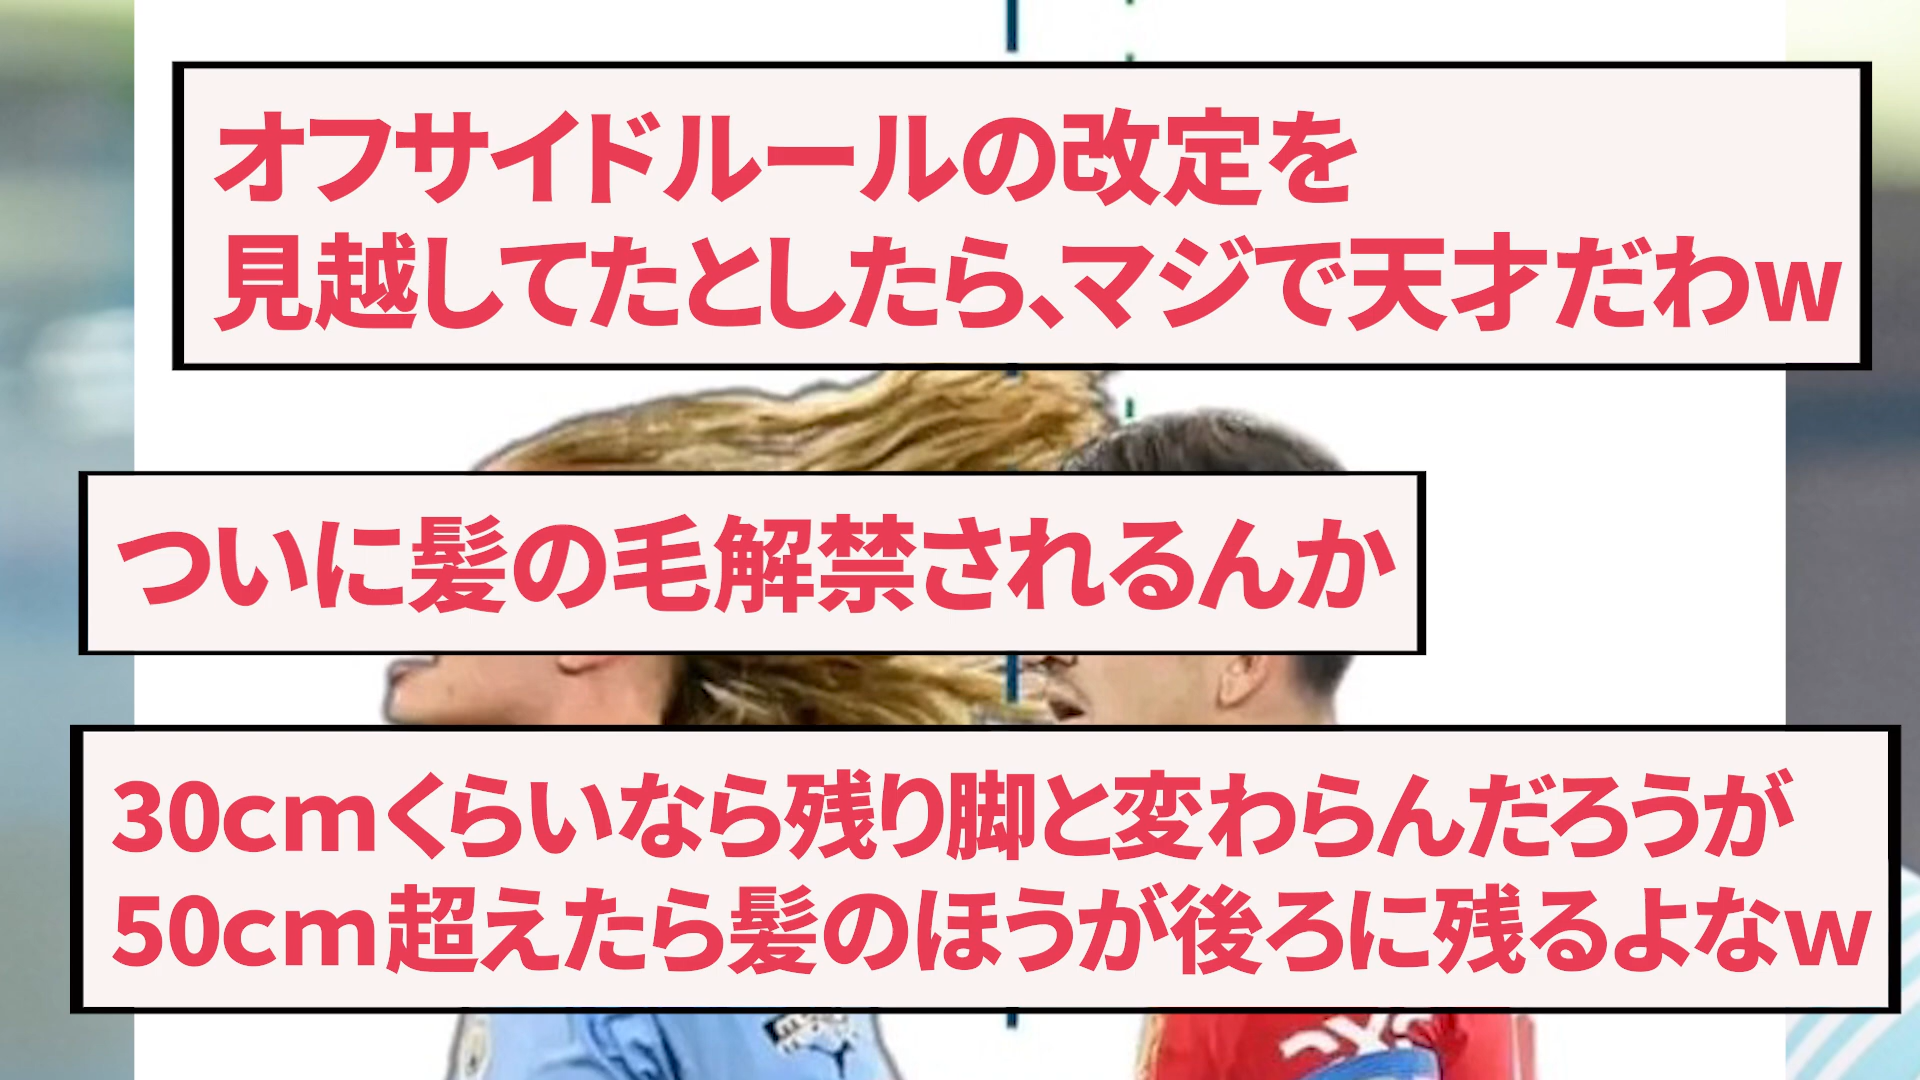 オフサイドルールの改定を
見越してたとしたら、マジで天才だわw
ついに髪の毛解禁されるんか
30cmくらいなら残り脚と変わらんだろうが
50cm超えたら髪のほうが後ろに残るよなw